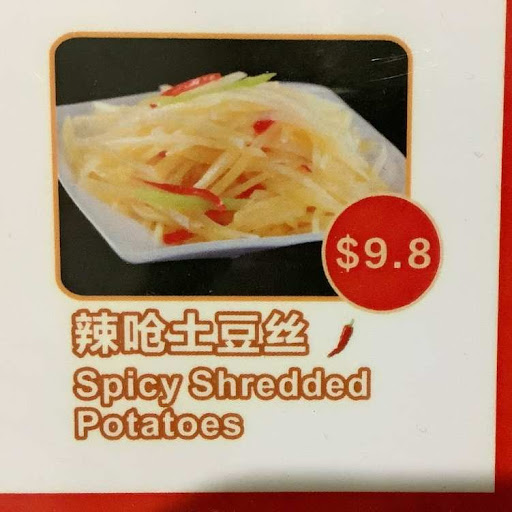 $9.8
辣呛土豆丝
Spicy Shredded
Potatoes